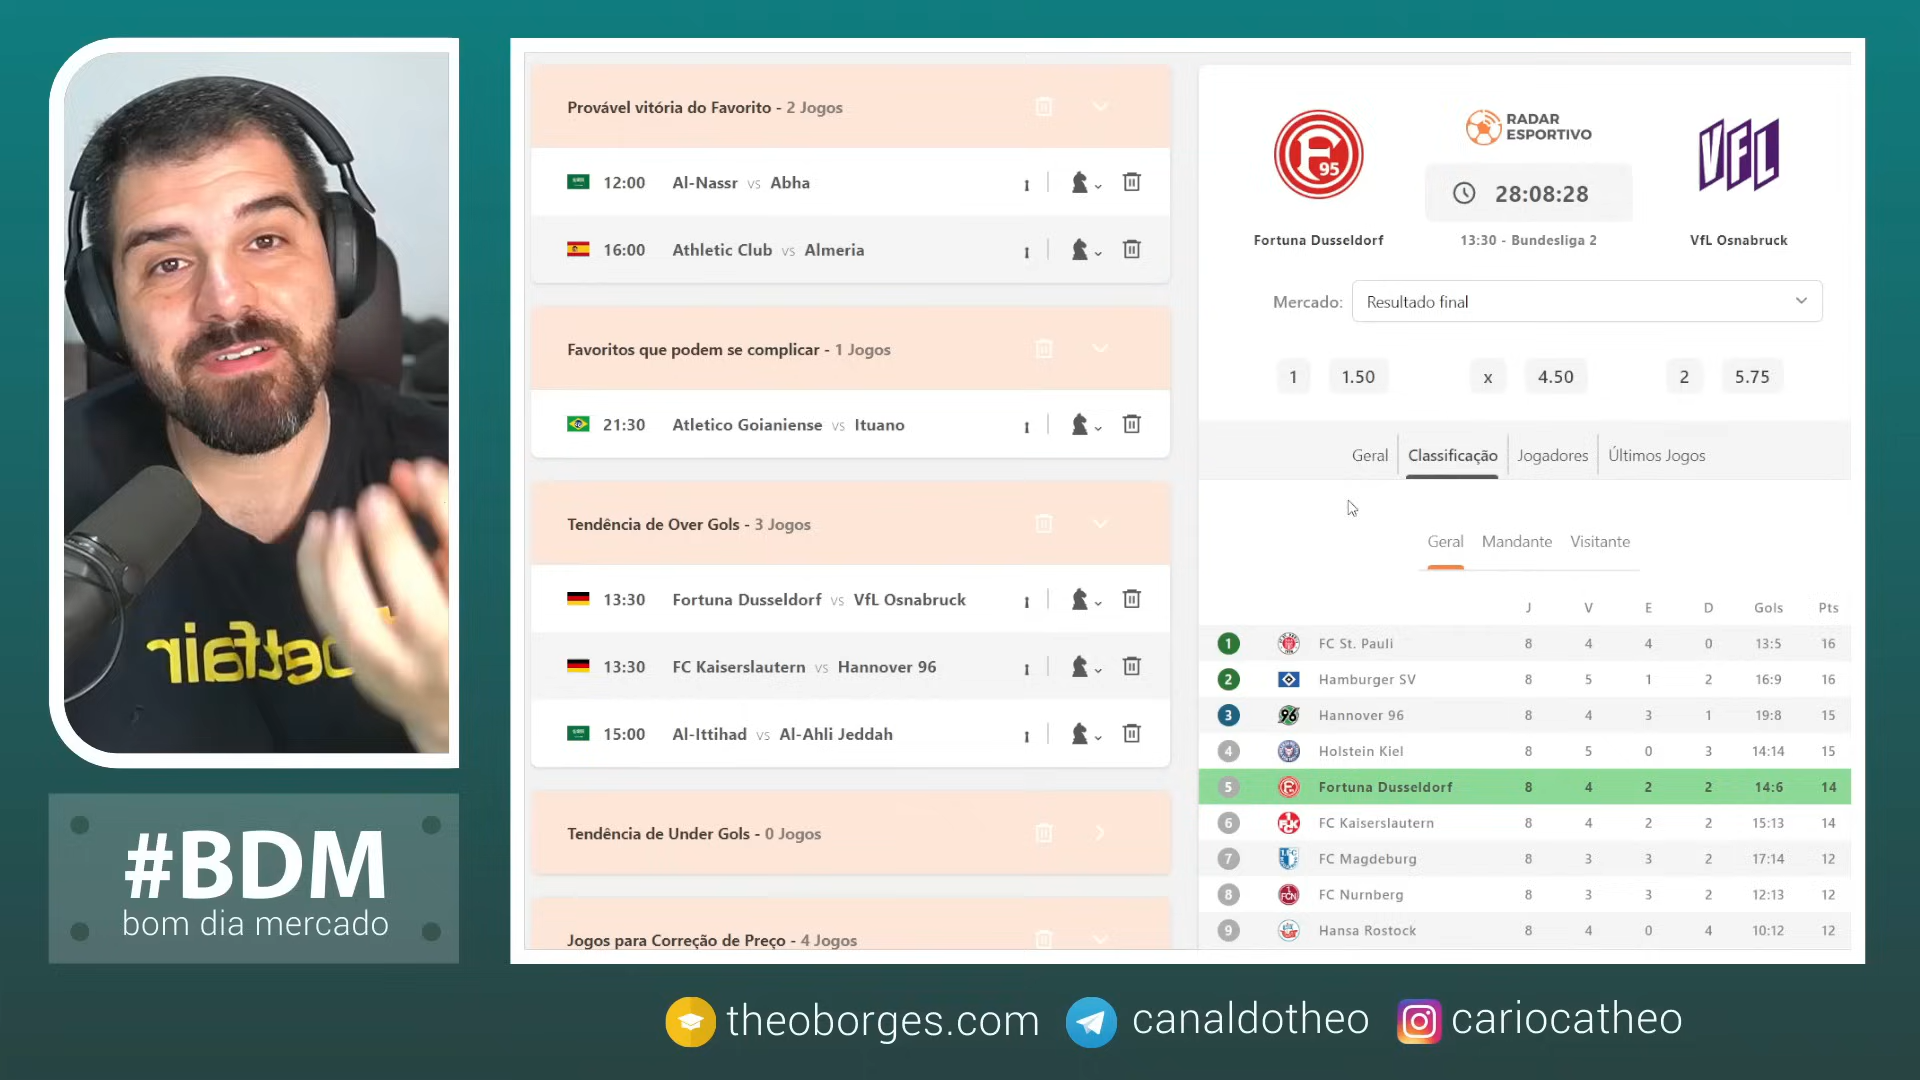 betfair
#BDM
bom dia mercado
Provável vitória do Favorito - 2 Jogos
12:00 Al-Nassr vs Abha
16:00 Athletic Club vs Almeria
Favoritos que podem se complicar - 1 Jogos
21:30 Atletico Goianiense vs Ituano
Tendência de Over Gols - 3 Jogos
13:30 Fortuna Dusseldorf vs VfL Osnabruck
13:30 FC Kaiserslautern vs Hannover 96
15:00 Al-Ittihad vs Al-Ahli Jeddah
Tendência de Under Gols - 0 Jogos
Jogos para Correção de Preço - 4 Jogos
F 95
RADAR
ESPORTIVO
VFL
28:08:28
Fortuna Dusseldorf 13:30 - Bundesliga 2 VfL Osnabruck
Mercado: Resultado final
1 1.50 x 4.50 2 5.75
Geral Classificação Jogadores Últimos Jogos
Geral Mandante Visitante
J V E D Gols Pts
1 FC St. Pauli 8 4 4 0 13:5 16
2 Hamburger SV 8 5 1 2 16:9 16
3 96 Hannover 96 8 4 3 1 19:8 15
4 Holstein Kiel 8 5 0 3 14:14 15
5 Fortuna Dusseldorf 8 4 2 2 14:6 14
6 FC Kaiserslautern 8 4 2 2 15:13 14
7 FC Magdeburg 8 3 3 2 17:14 12
8 FC Nurnberg 8 3 3 2 12:13 12
9 Hansa Rostock 8 4 0 4 10:12 12
theoborges.com canaldotheo cariocatheo